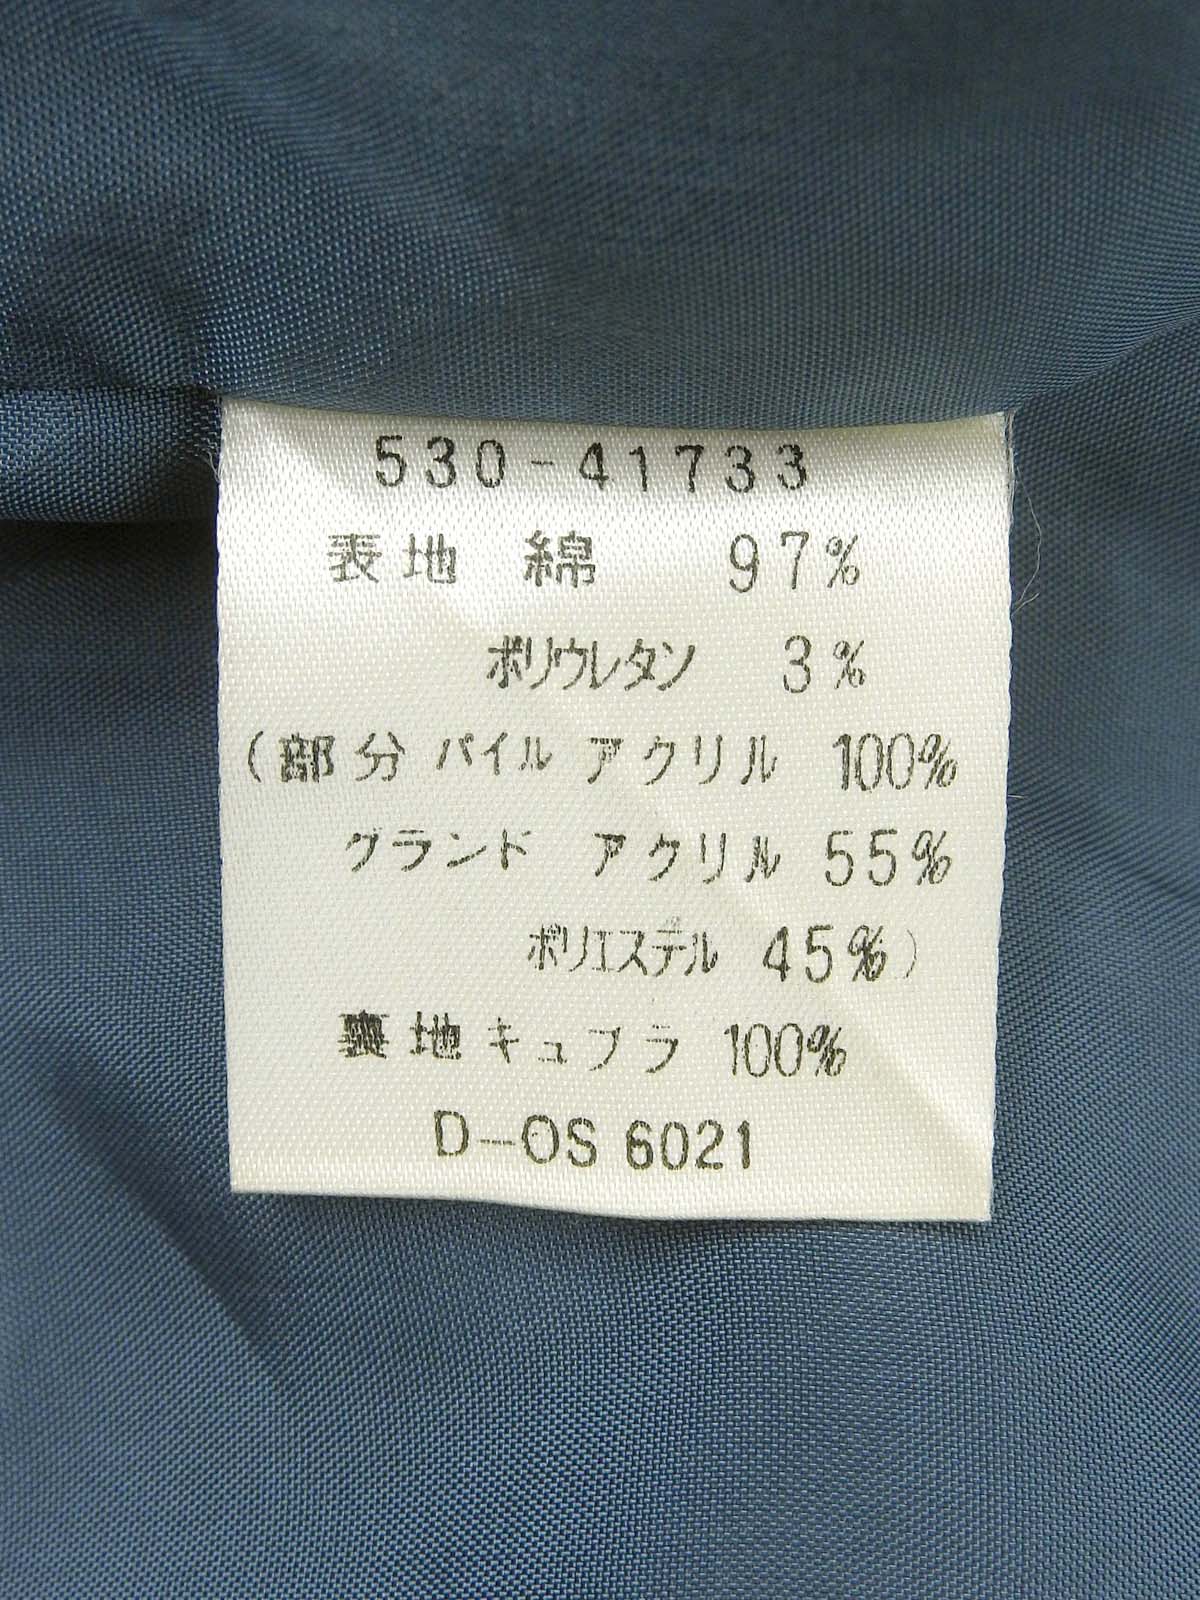 530-41733
表地 綿 97%
ポリウレタン 3%
(部分 パイル アクリル 100%
グランド アクリル 55%
ポリエステル 45%)
裏地 キュプラ 100%
D-OS 6021